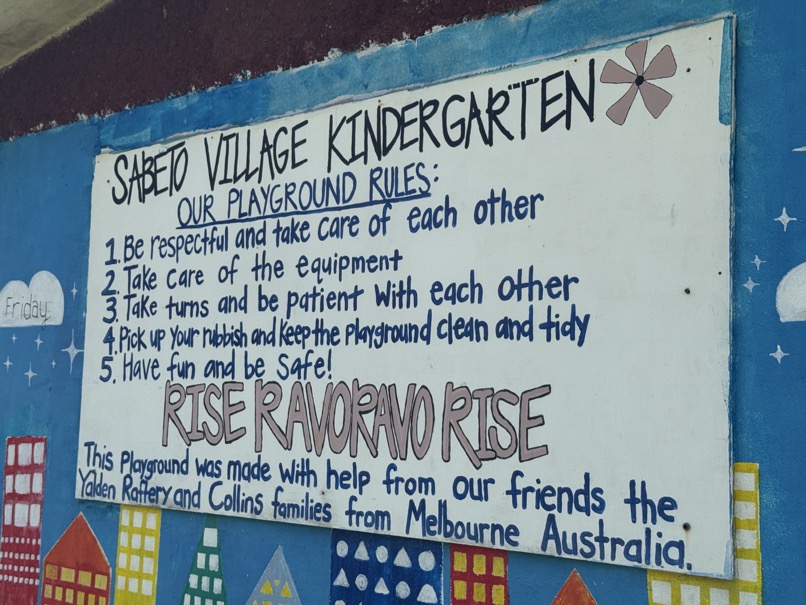 SABETO VILLAGE KINDERGARTEN
OUR PLAYGROUND RULES:
1. Be respectful and take care of each other
2. Take care of the equipment
3. Take turns and be patient with each other
4. Pick up your rubbish and keep the playground clean and tidy
5. Have fun and be safe!
RISE RAVORAVO RISE
This Playground was made with help from our friends the
Yalden Raftery and Collins families from Melbourne Australia.
Friday